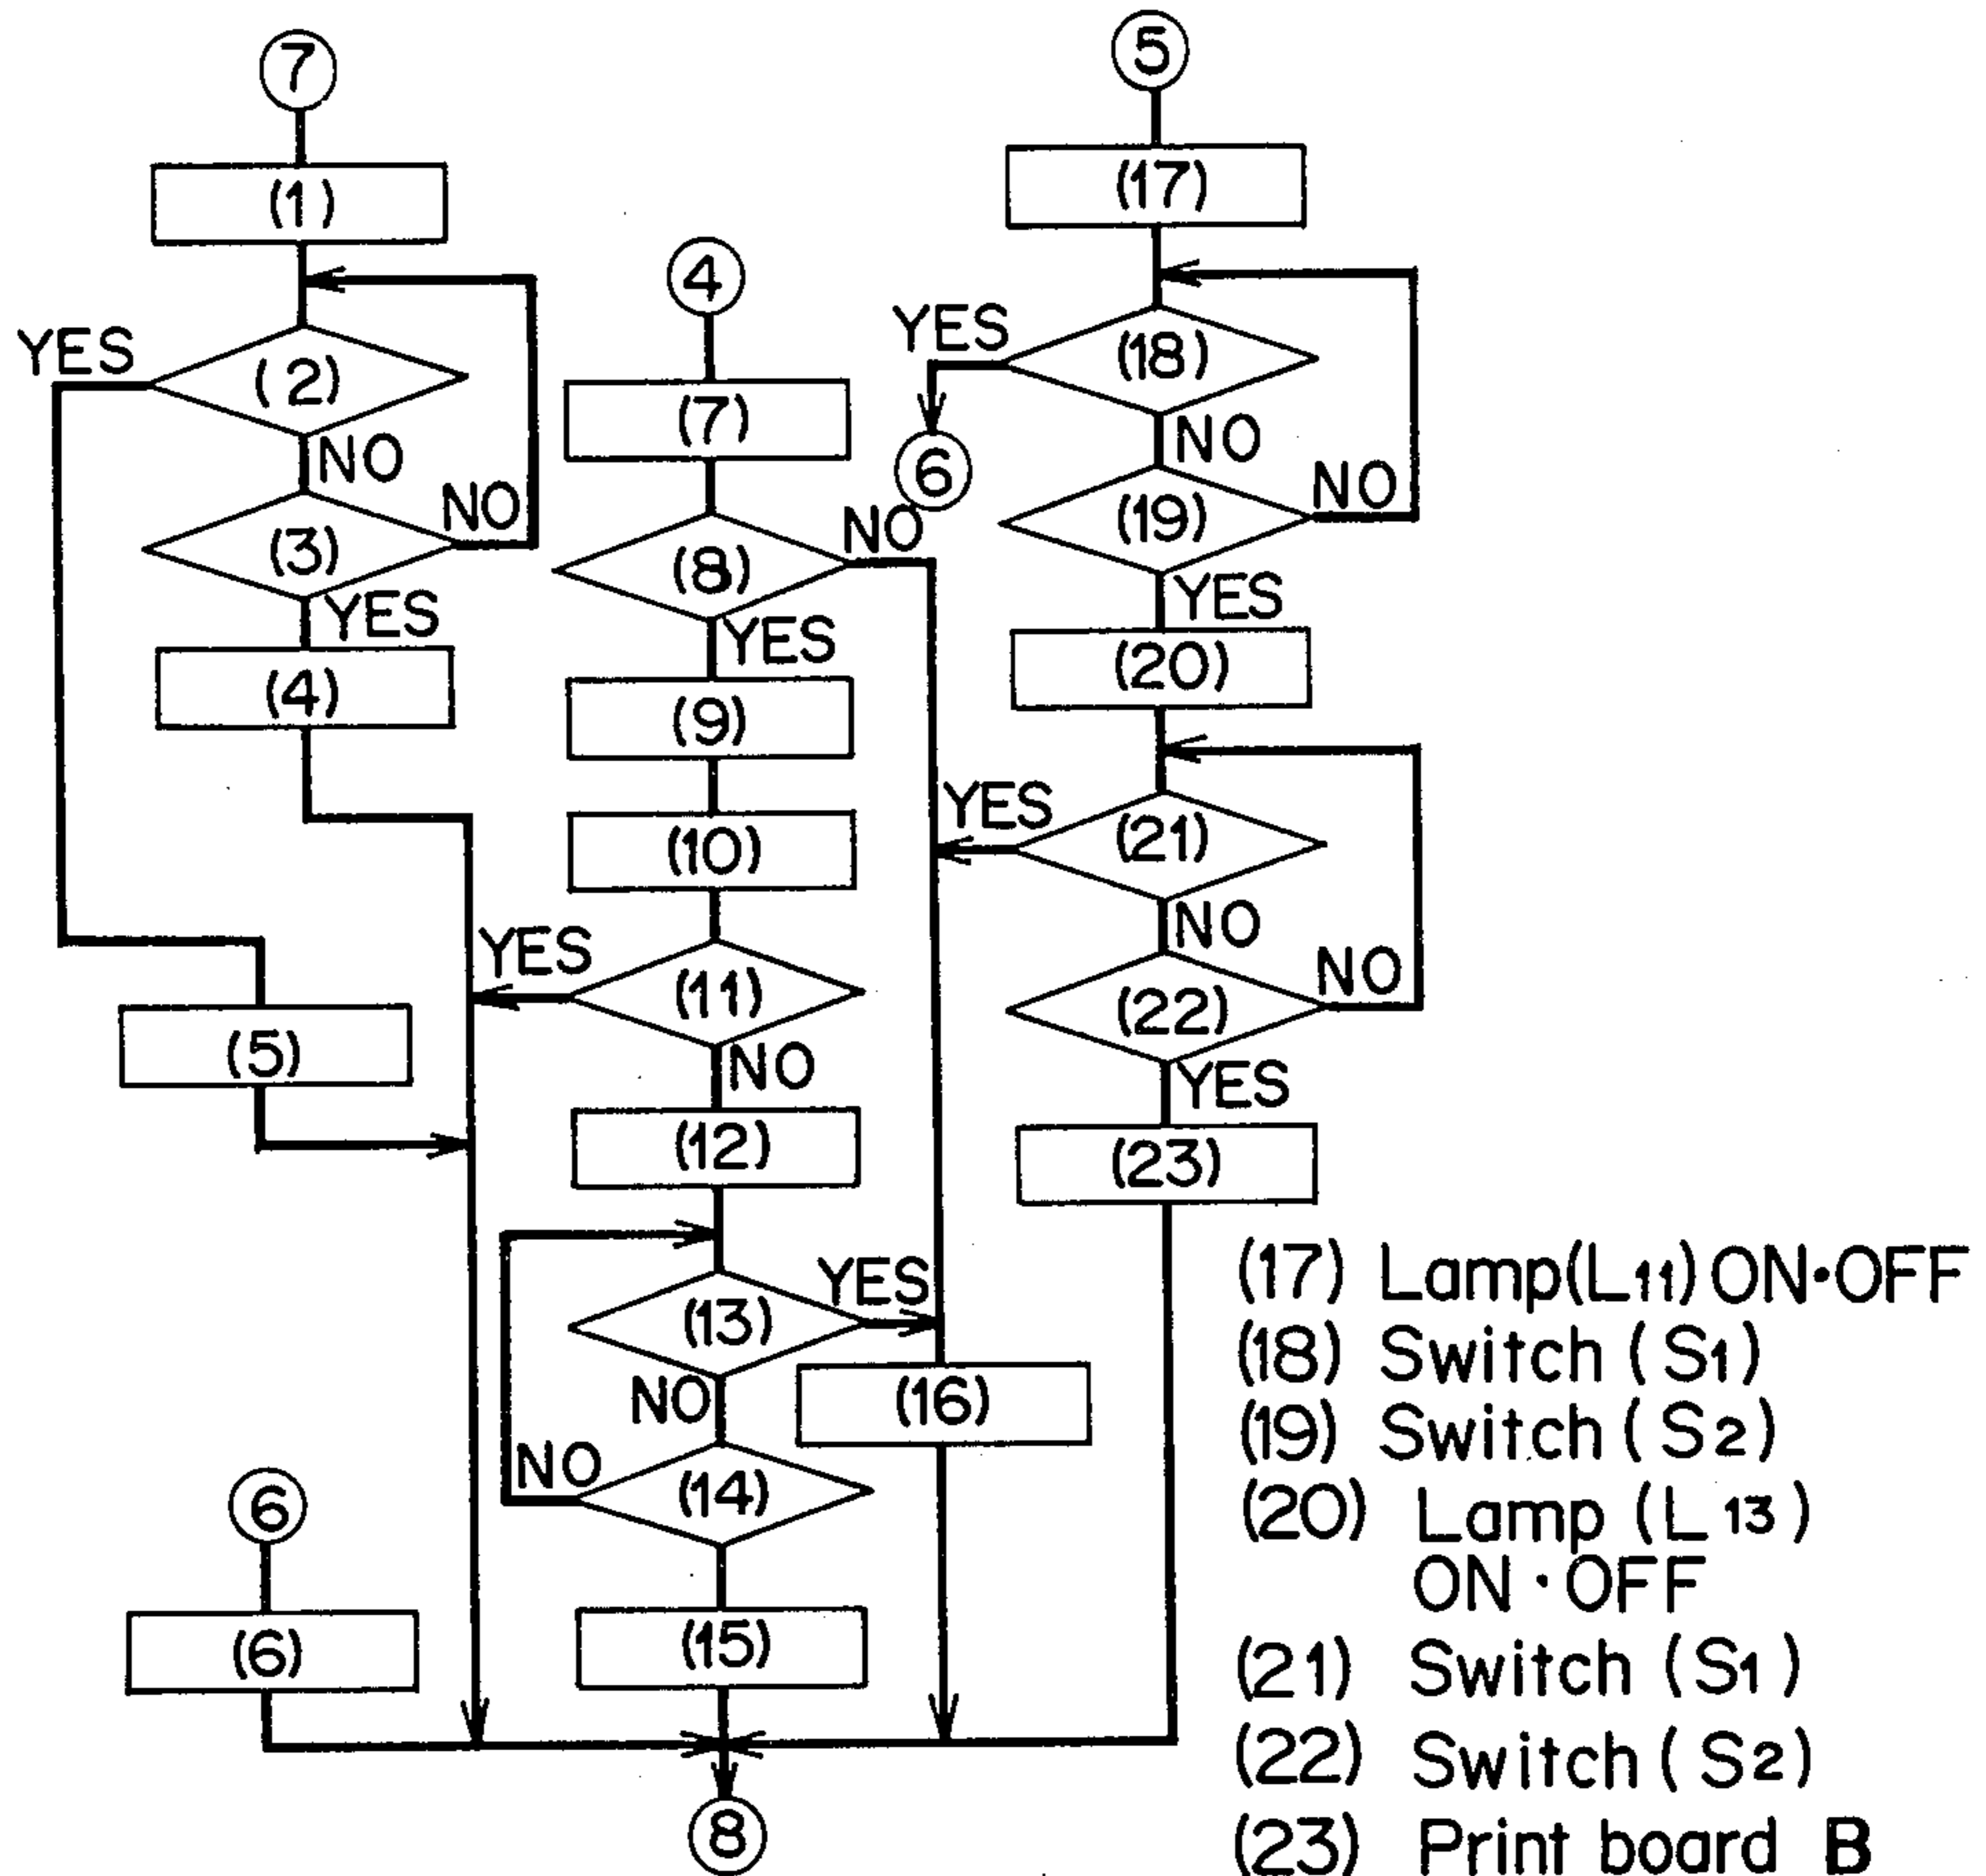 ⑦
(1)
YES
(2)
NO
(3)
NO
YES
(4)
(5)
⑥
(6)
④
(7)
(8)
NO
YES
(9)
(10)
YES
(11)
NO
(12)
(13)
YES
NO
(14)
NO
(15)
(16)
⑧
⑤
(17)
YES
(18)
⑥
NO
(19)
NO
YES
(20)
YES
(21)
NO
(22)
NO
YES
(23)
(17) Lamp(L11) ON·OFF
(18) Switch (S1)
(19) Switch (S2)
(20) Lamp (L13)
ON·OFF
(21) Switch (S1)
(22) Switch (S2)
(23) Print board B